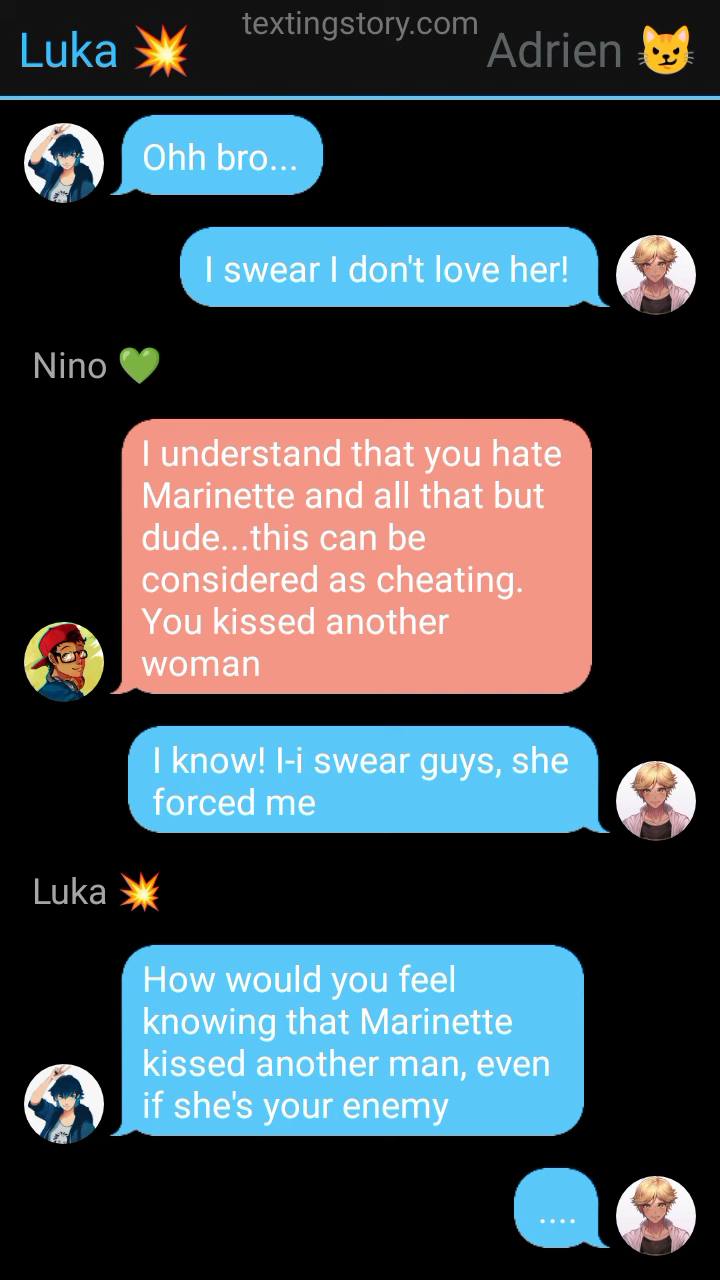 textingstory.com
Luka 💥
Adrien 😼
Ohh bro...
I swear I don't love her!
Nino 💚
I understand that you hate
Marinette and all that but
dude...this can be
considered as cheating.
You kissed another
woman
I know! I-i swear guys, she
forced me
Luka 💥
How would you feel
knowing that Marinette
kissed another man, even
if she's your enemy
....